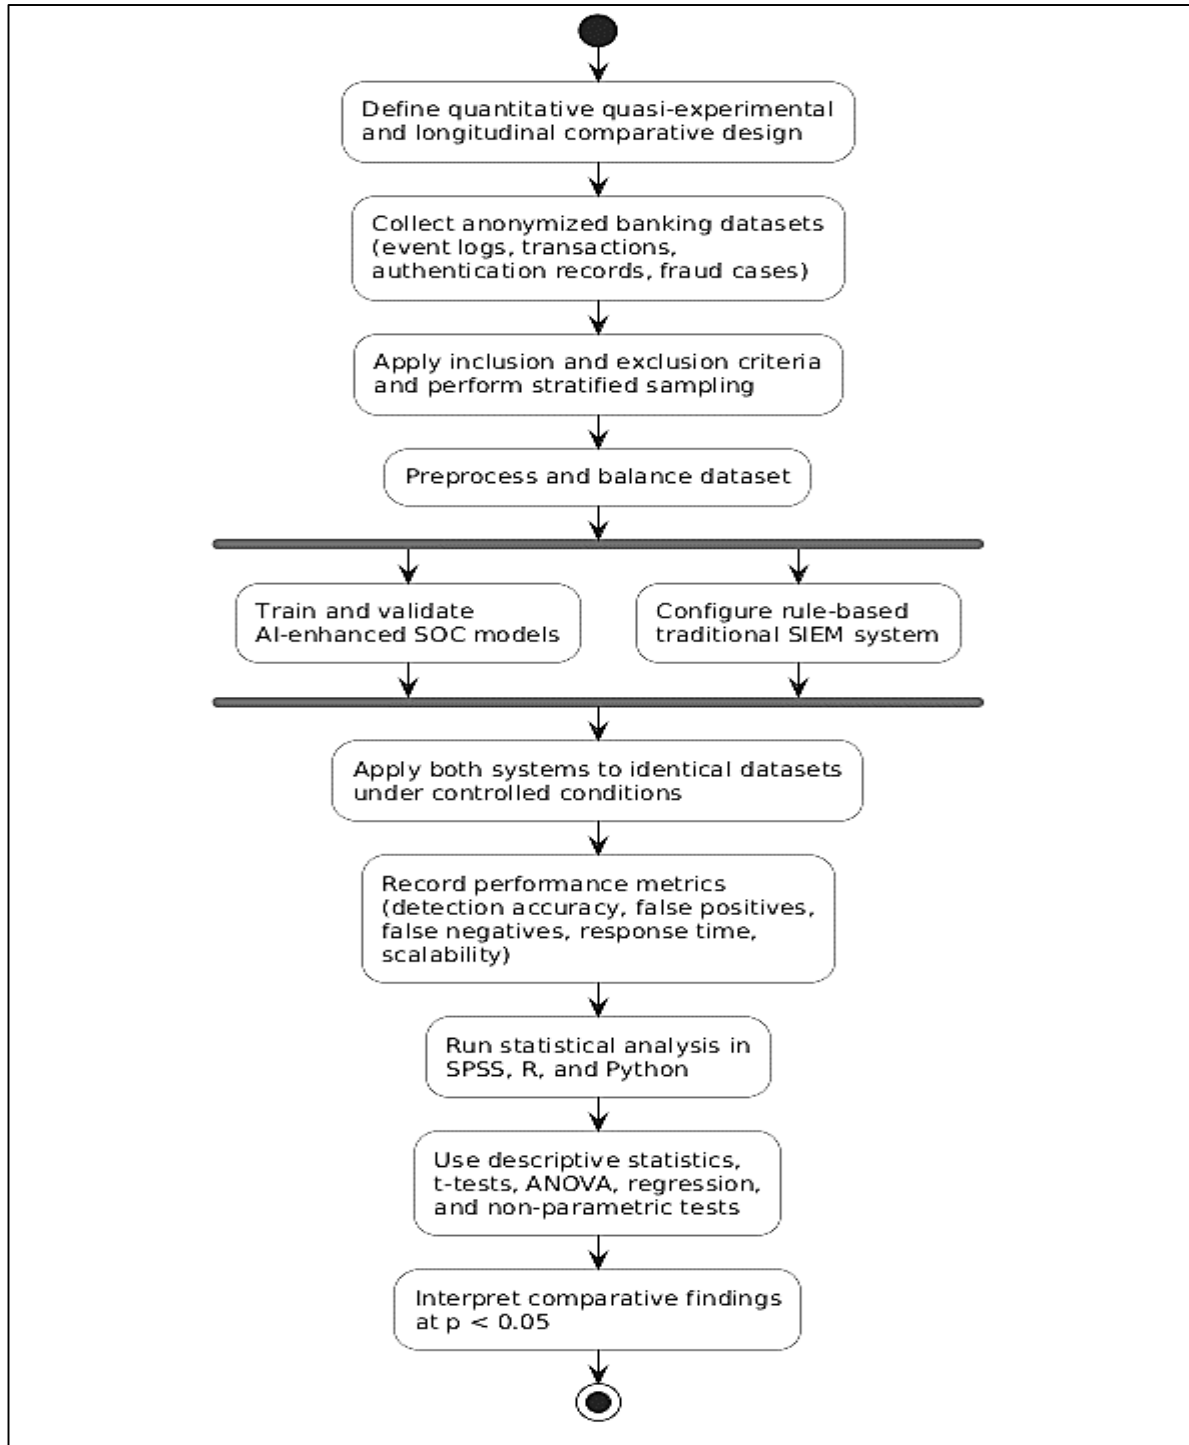 Define quantitative quasi-experimental
and longitudinal comparative design
Collect anonymized banking datasets
(event logs, transactions,
authentication records, fraud cases)
Apply inclusion and exclusion criteria
and perform stratified sampling
Preprocess and balance dataset
Train and validate
AI-enhanced SOC models
Configure rule-based
traditional SIEM system
Apply both systems to identical datasets
under controlled conditions
Record performance metrics
(detection accuracy, false positives,
false negatives, response time,
scalability)
Run statistical analysis in
SPSS, R, and Python
Use descriptive statistics,
t-tests, ANOVA, regression,
and non-parametric tests
Interpret comparative findings
at p < 0.05